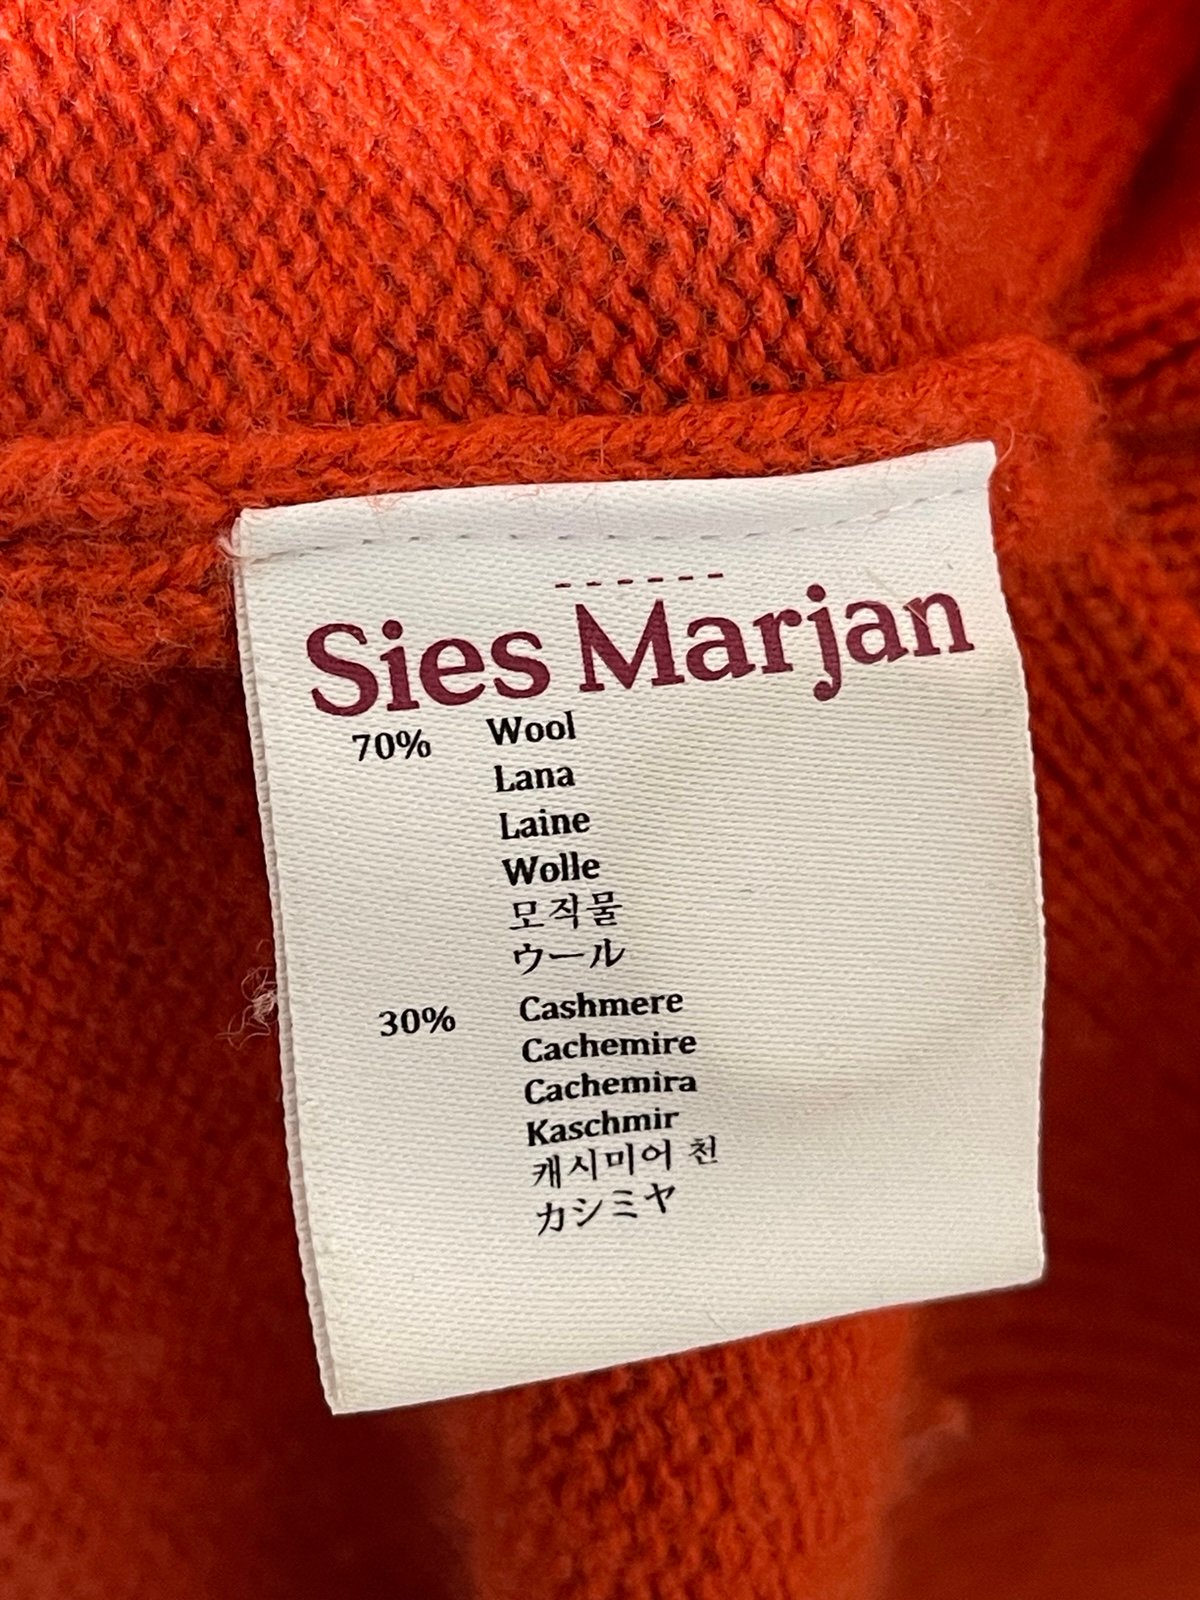 Sies Marjan
70% Wool
Lana
Laine
Wolle
모직물
ウール
30% Cashmere
Cachemire
Cachemira
Kaschmir
캐시미어 천
カシミヤ